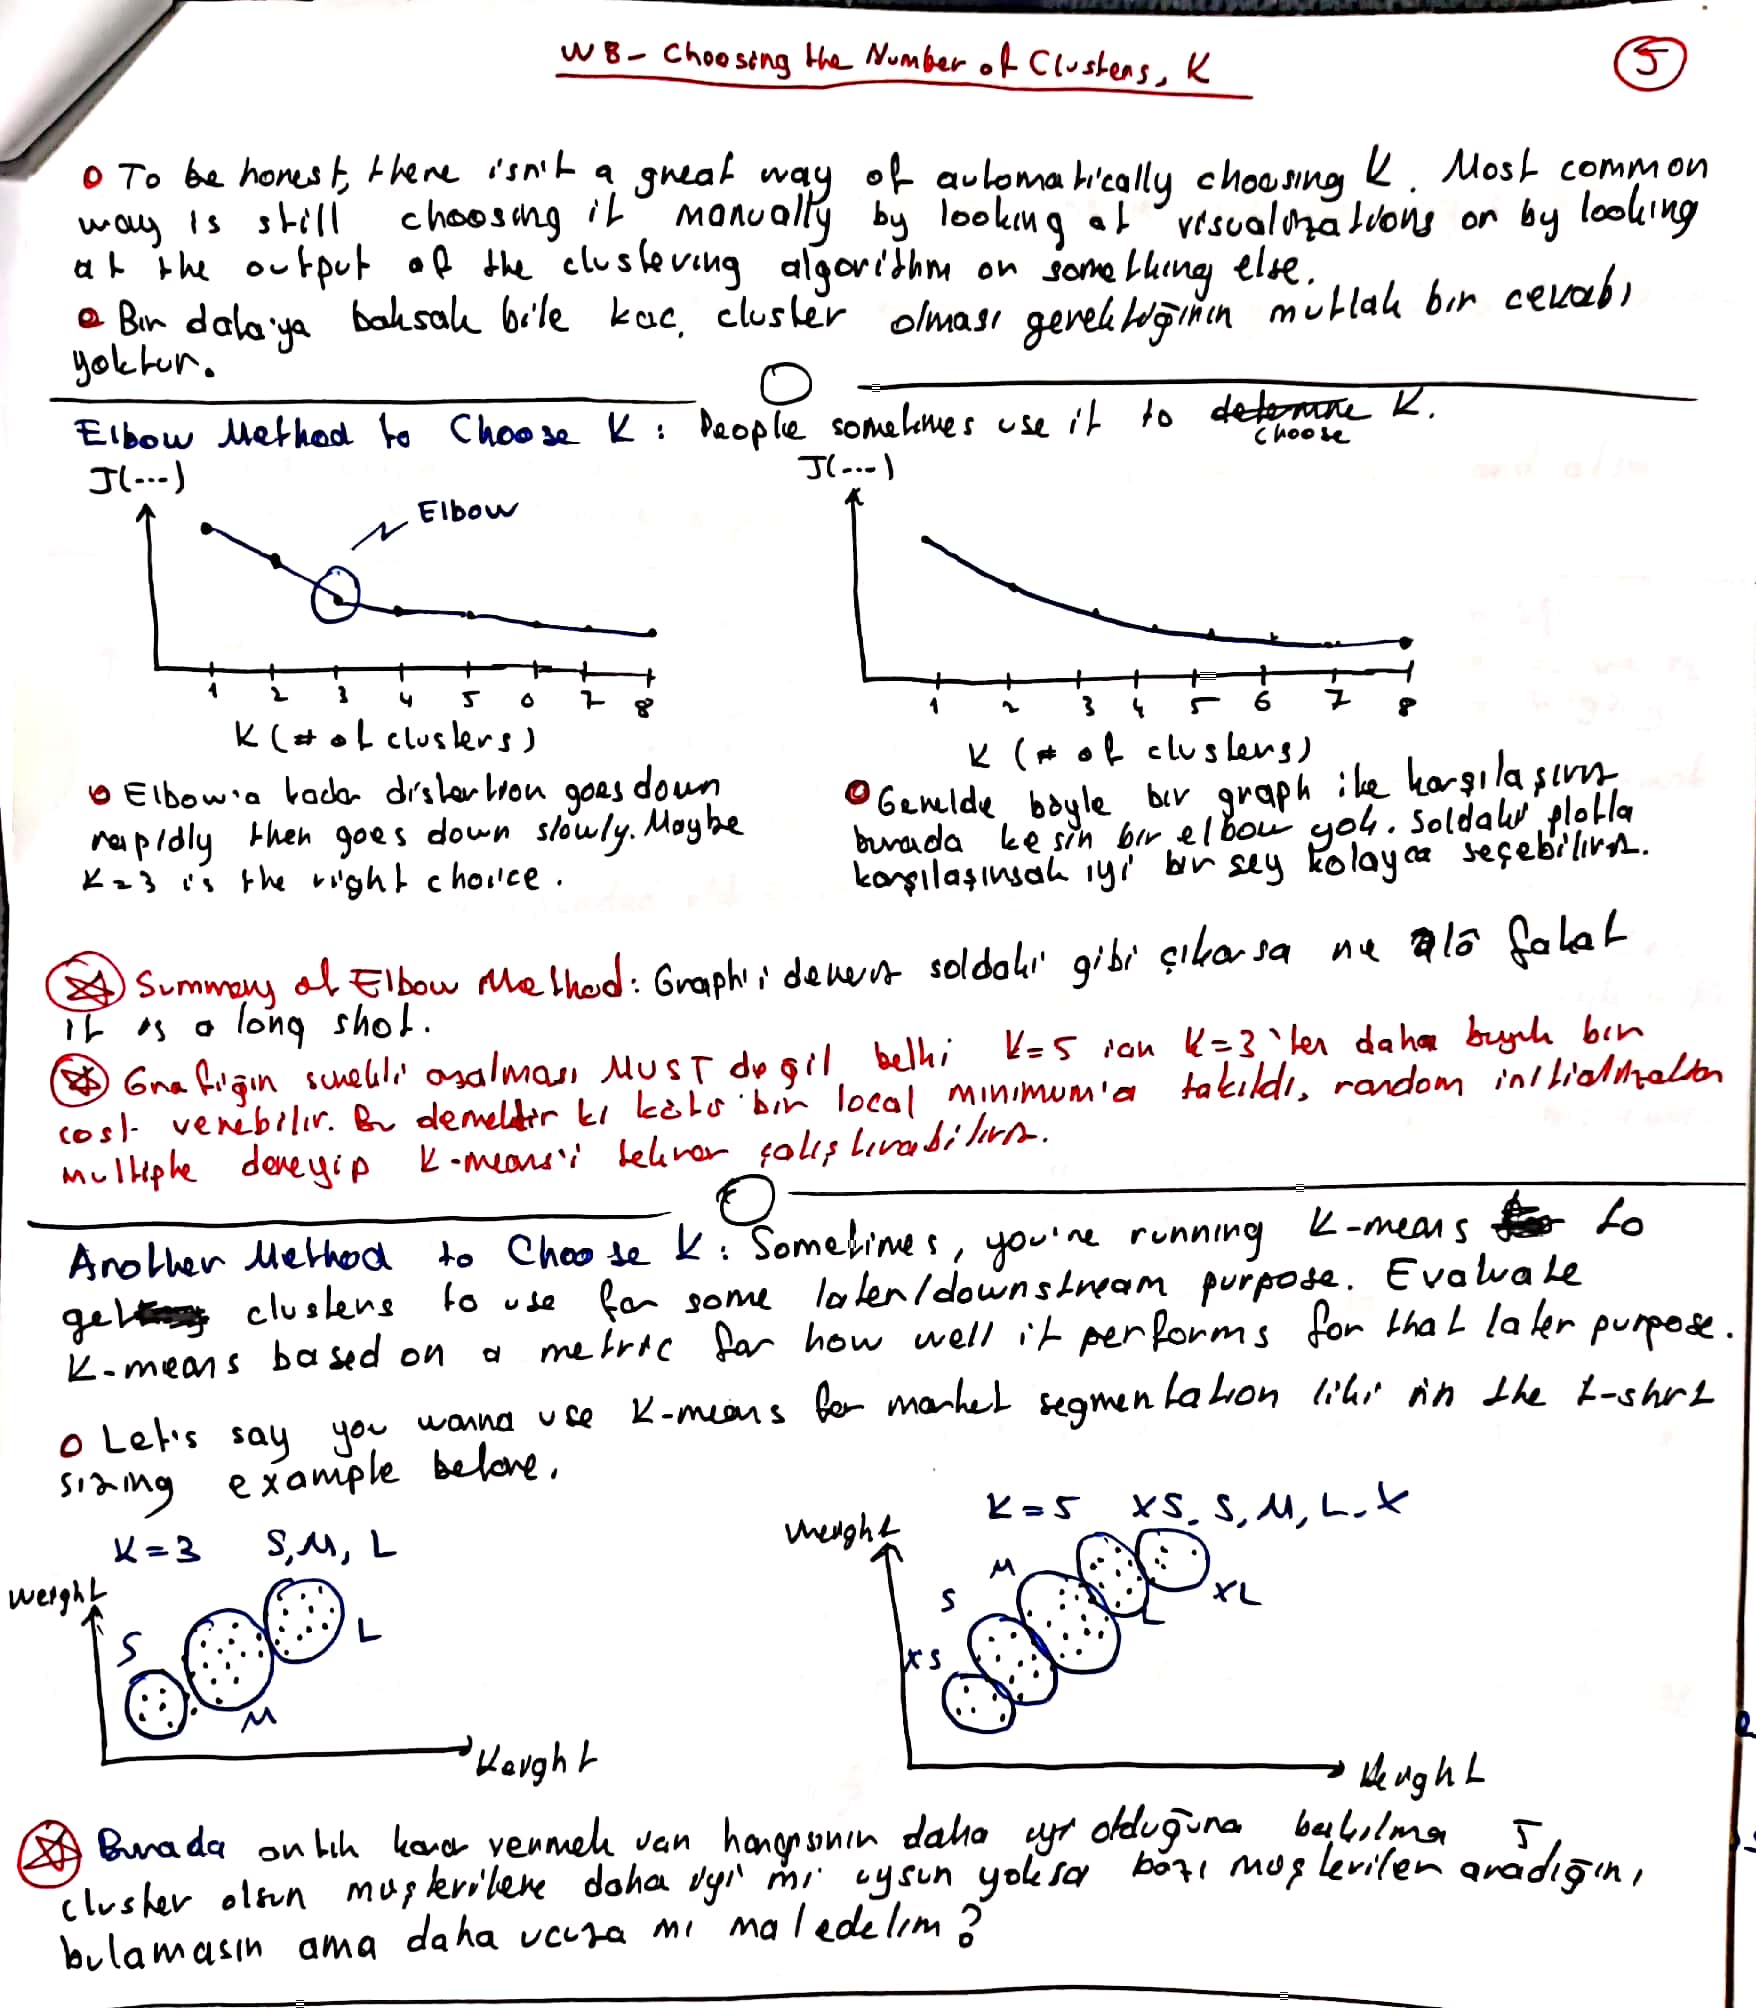 W8 - Choosing the Number of Clusters, K
5
To be honest, there isn't a great way of automatically choosing K. Most common
way is still choosing it manually by looking at visualizations or by looking
at the output of the clustering algorithm or something else.
Bir data'ya baksak bile kaç cluster olması gerektiğinin mutlak bir cevabı
yoktur.
Elbow Method to Choose K: People sometimes use it to determine K.
choose
J(...)
J(...)
Elbow
1 2 3 4 5 6 7 8
1 2 3 4 5 6 7 8
K (# of clusters)
K (# of clusters)
Elbow'a kadar distortion goes down
rapidly then goes down slowly. Maybe
K=3 is the right choice.
Genelde böyle bir graph ile karşılaşırız
burada kesin bir elbow yok. Soldaki plotla
karşılaşırsak iyi bir şey kolayca seçebiliriz.
Summary of Elbow Method: Graph'i deneriz soldaki gibi çıkarsa ne âlâ fakat
it is a long shot.
Grafiğin sürekli azalması MUST değil belki K=5 için K=3'ten daha büyük bir
cost verebilir. Bu demektir ki kötü bir local minimum'a takıldı, random initialization
multiple deneyip K-means'i tekrar çalıştırabiliriz.
Another Method to Choose K: Sometimes, you're running K-means to
get clusters to use for some later/downstream purpose. Evaluate
K-means based on a metric for how well it performs for that later purpose.
Let's say you wanna use K-means for market segmentation like in the t-shirt
sizing example before.
K=3 S, M, L
Weight
S
L
M
Height
K=5 XS, S, M, L, X
Weight
M
S
XL
L
XS
Height
Burada artık karar vermek var hangisinin daha iyi olduğuna bakılmalı 5
cluster olsun müşterilere daha iyi mi uysun yoksa bazı müşteriler aradığını
bulamasın ama daha ucuza mı mal edelim?